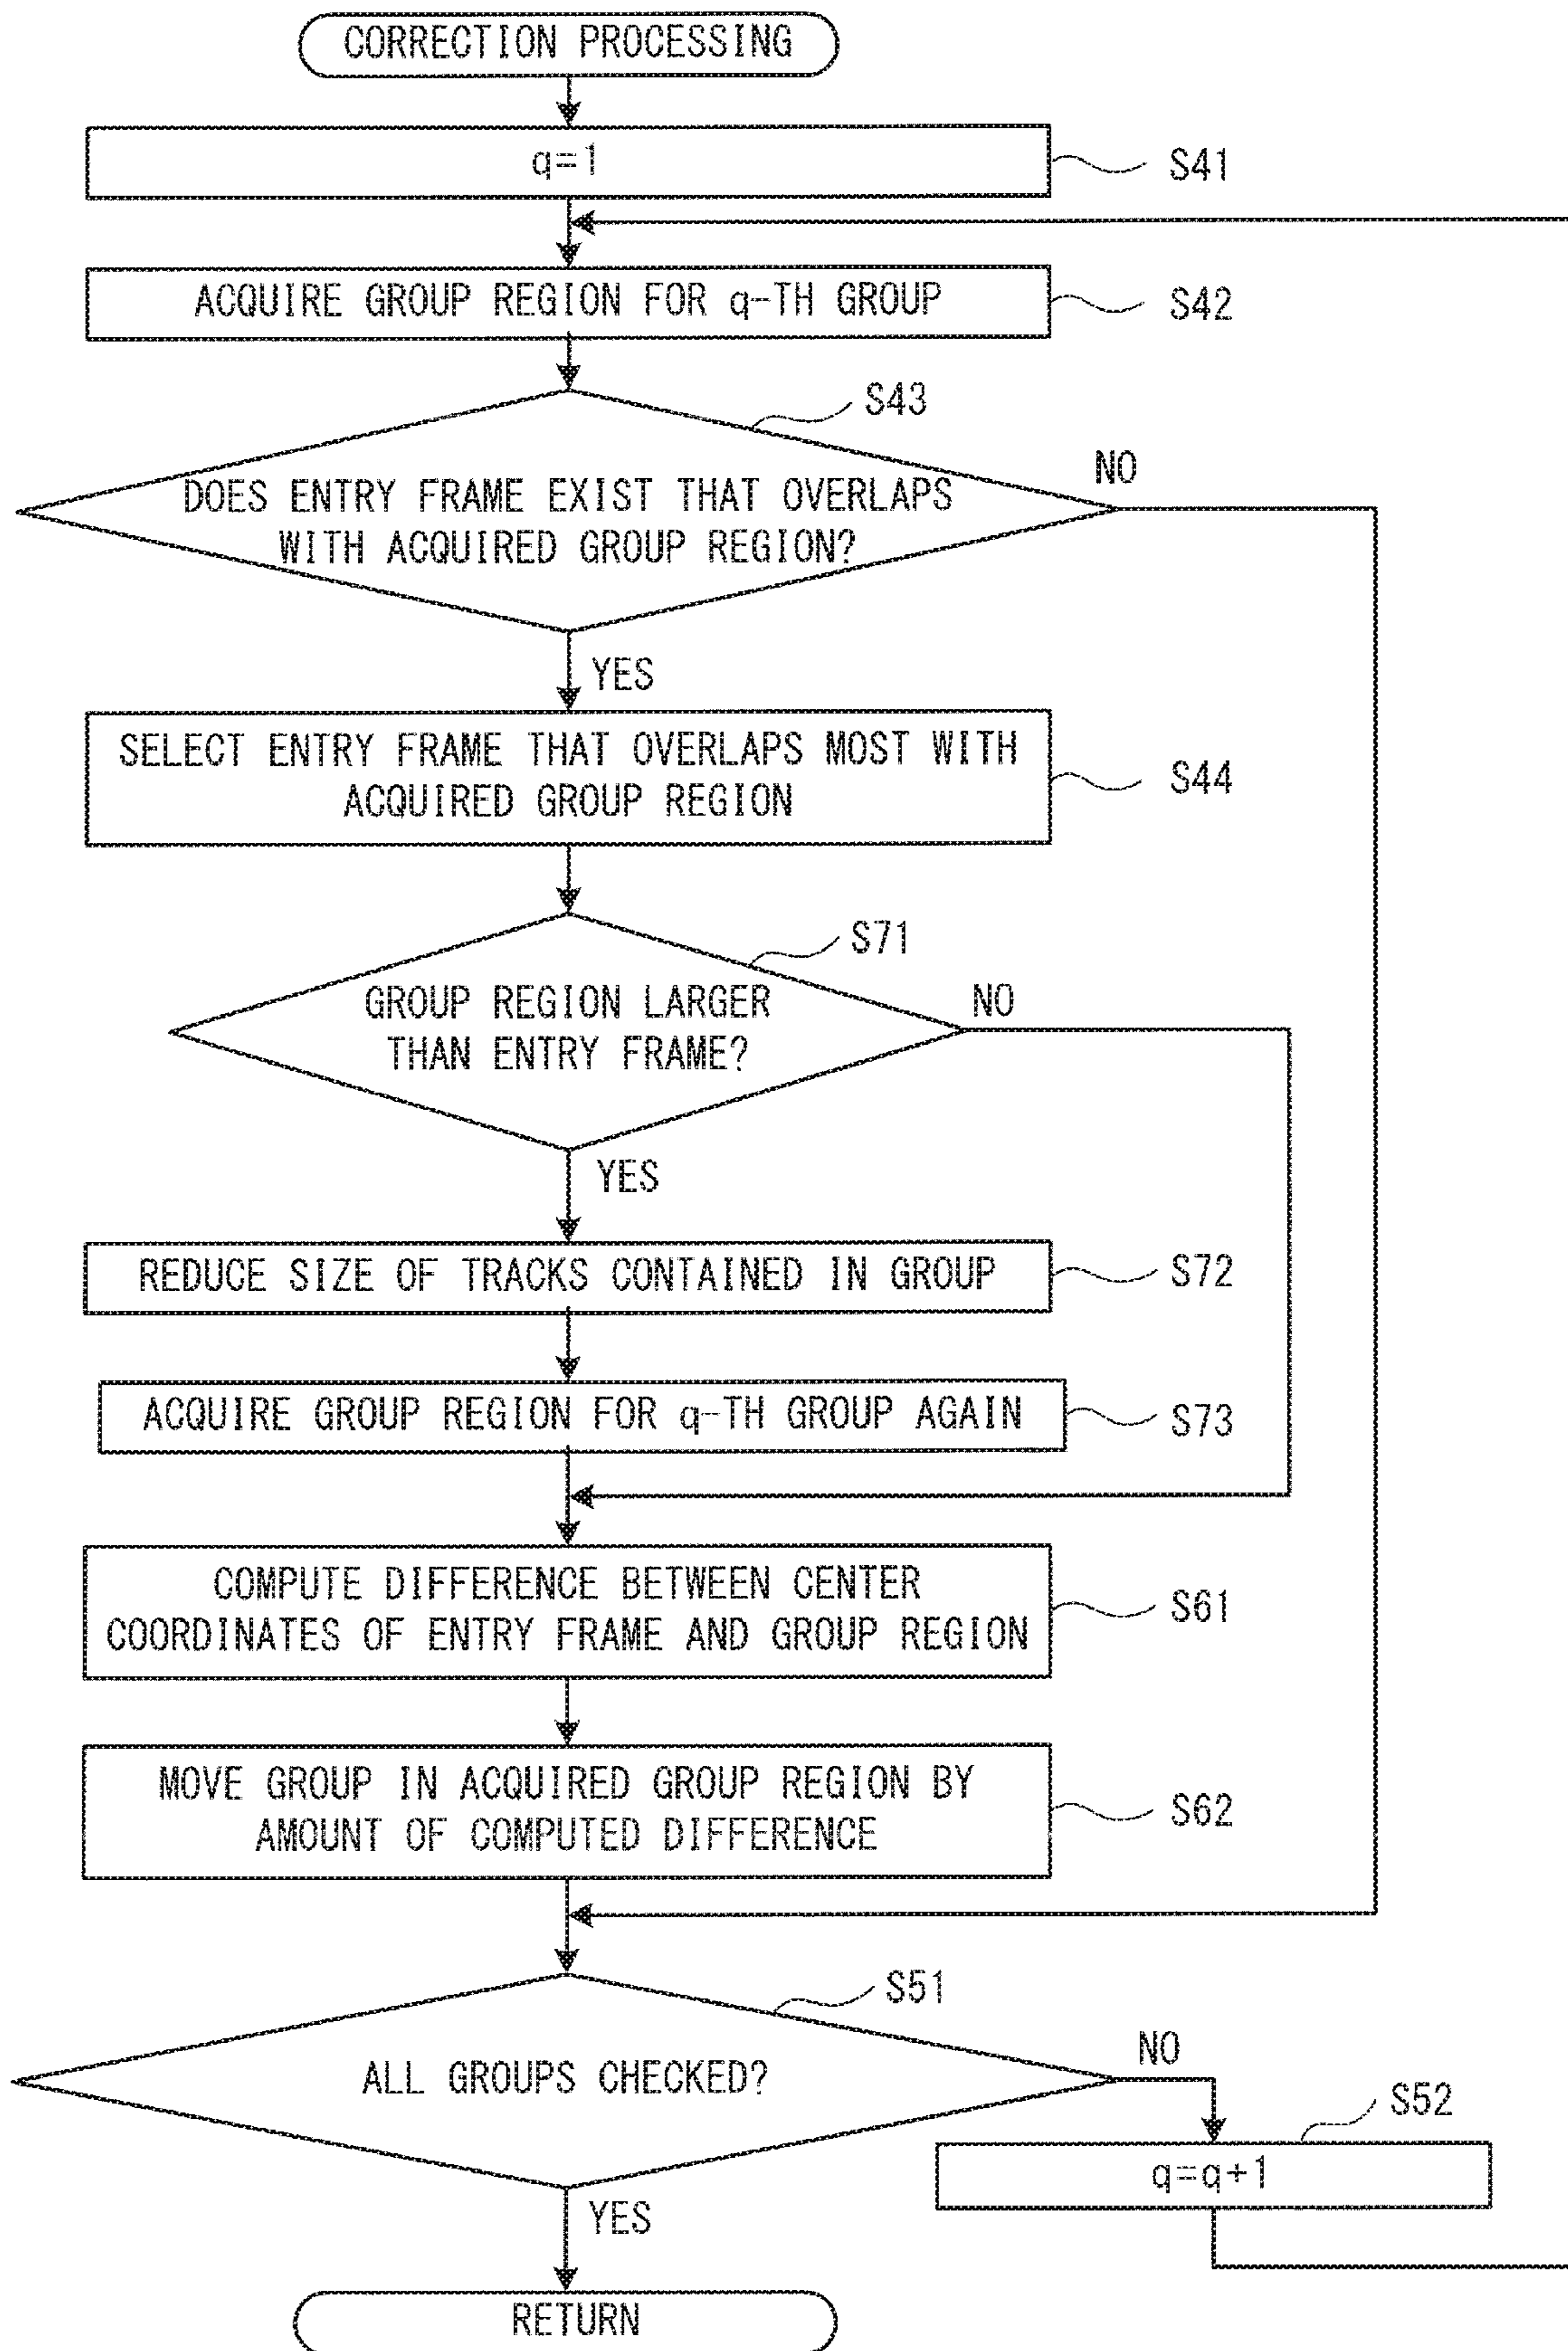 CORRECTION PROCESSING
q=1
S41
ACQUIRE GROUP REGION FOR q-TH GROUP
S42
S43
DOES ENTRY FRAME EXIST THAT OVERLAPS
WITH ACQUIRED GROUP REGION?
NO
YES
SELECT ENTRY FRAME THAT OVERLAPS MOST WITH
ACQUIRED GROUP REGION
S44
S71
GROUP REGION LARGER
THAN ENTRY FRAME?
NO
YES
REDUCE SIZE OF TRACKS CONTAINED IN GROUP
S72
ACQUIRE GROUP REGION FOR q-TH GROUP AGAIN
S73
COMPUTE DIFFERENCE BETWEEN CENTER
COORDINATES OF ENTRY FRAME AND GROUP REGION
S61
MOVE GROUP IN ACQUIRED GROUP REGION BY
AMOUNT OF COMPUTED DIFFERENCE
S62
S51
ALL GROUPS CHECKED?
NO
S52
q=q+1
YES
RETURN